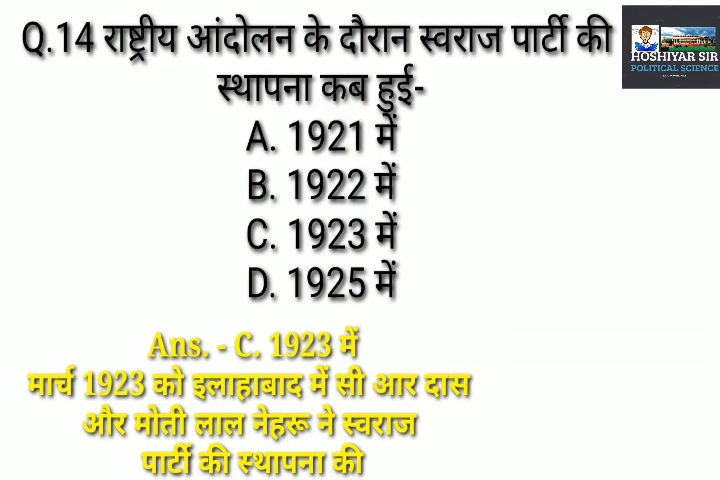 Q.14 राष्ट्रीय आंदोलन के दौरान स्वराज पार्टी की
स्थापना कब हुई-
A. 1921 में
B. 1922 में
C. 1923 में
D. 1925 में
Ans. - C. 1923 में
मार्च 1923 को इलाहाबाद में सी आर दास
और मोती लाल नेहरू ने स्वराज
पार्टी की स्थापना की
HOSHIYAR SIR
POLITICAL SCIENCE